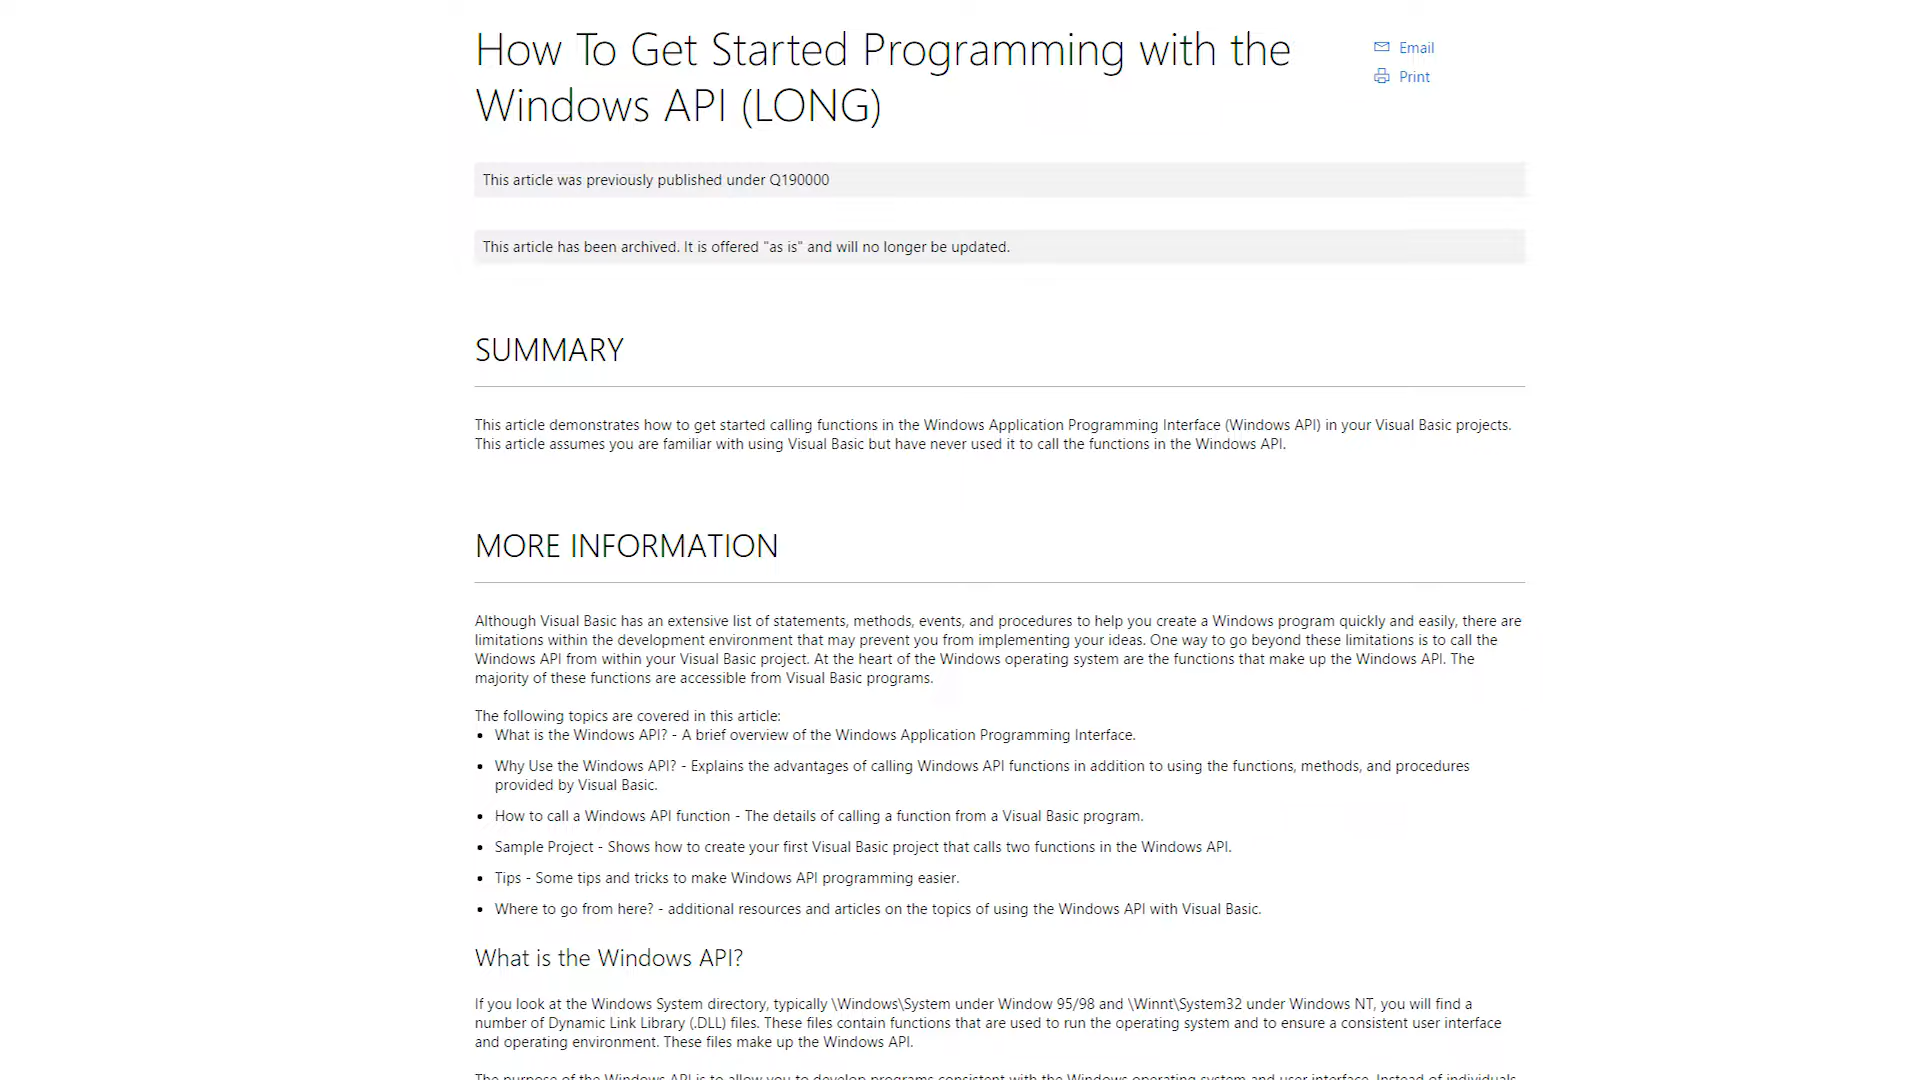 How To Get Started Programming with the
Windows API (LONG)
Email
Print
This article was previously published under Q190000
This article has been archived. It is offered "as is" and will no longer be updated.
SUMMARY
This article demonstrates how to get started calling functions in the Windows Application Programming Interface (Windows API) in your Visual Basic projects.
This article assumes you are familiar with using Visual Basic but have never used it to call the functions in the Windows API.
MORE INFORMATION
Although Visual Basic has an extensive list of statements, methods, events, and procedures to help you create a Windows program quickly and easily, there are
limitations within the development environment that may prevent you from implementing your ideas. One way to go beyond these limitations is to call the
Windows API from within your Visual Basic project. At the heart of the Windows operating system are the functions that make up the Windows API. The
majority of these functions are accessible from Visual Basic programs.
The following topics are covered in this article:
• What is the Windows API? - A brief overview of the Windows Application Programming Interface.
• Why Use the Windows API? - Explains the advantages of calling Windows API functions in addition to using the functions, methods, and procedures
provided by Visual Basic.
• How to call a Windows API function - The details of calling a function from a Visual Basic program.
• Sample Project - Shows how to create your first Visual Basic project that calls two functions in the Windows API.
• Tips - Some tips and tricks to make Windows API programming easier.
• Where to go from here? - additional resources and articles on the topics of using the Windows API with Visual Basic.
What is the Windows API?
If you look at the Windows System directory, typically \Windows\System under Window 95/98 and \Winnt\System32 under Windows NT, you will find a
number of Dynamic Link Library (.DLL) files. These files contain functions that are used to run the operating system and to ensure a consistent user interface
and operating environment. These files make up the Windows API.
The purpose of the Windows API is to allow you to develop programs consistent with the Windows operating system and user interface. Instead of individuals